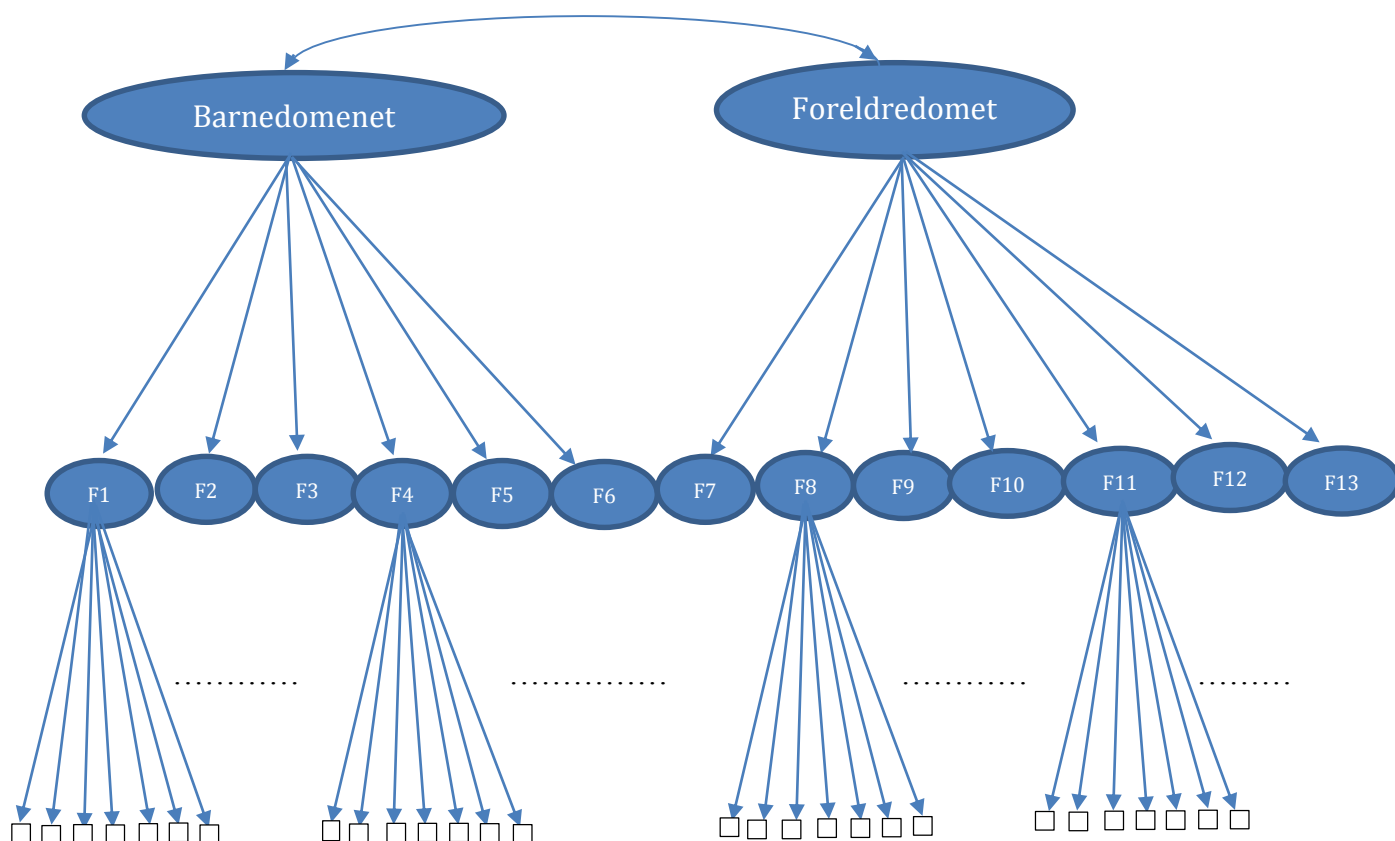 Barnedomenet
Foreldredomet
F1
F2
F3
F4
F5
F6
F7
F8
F9
F10
F11
F12
F13
............
...............
............
.........